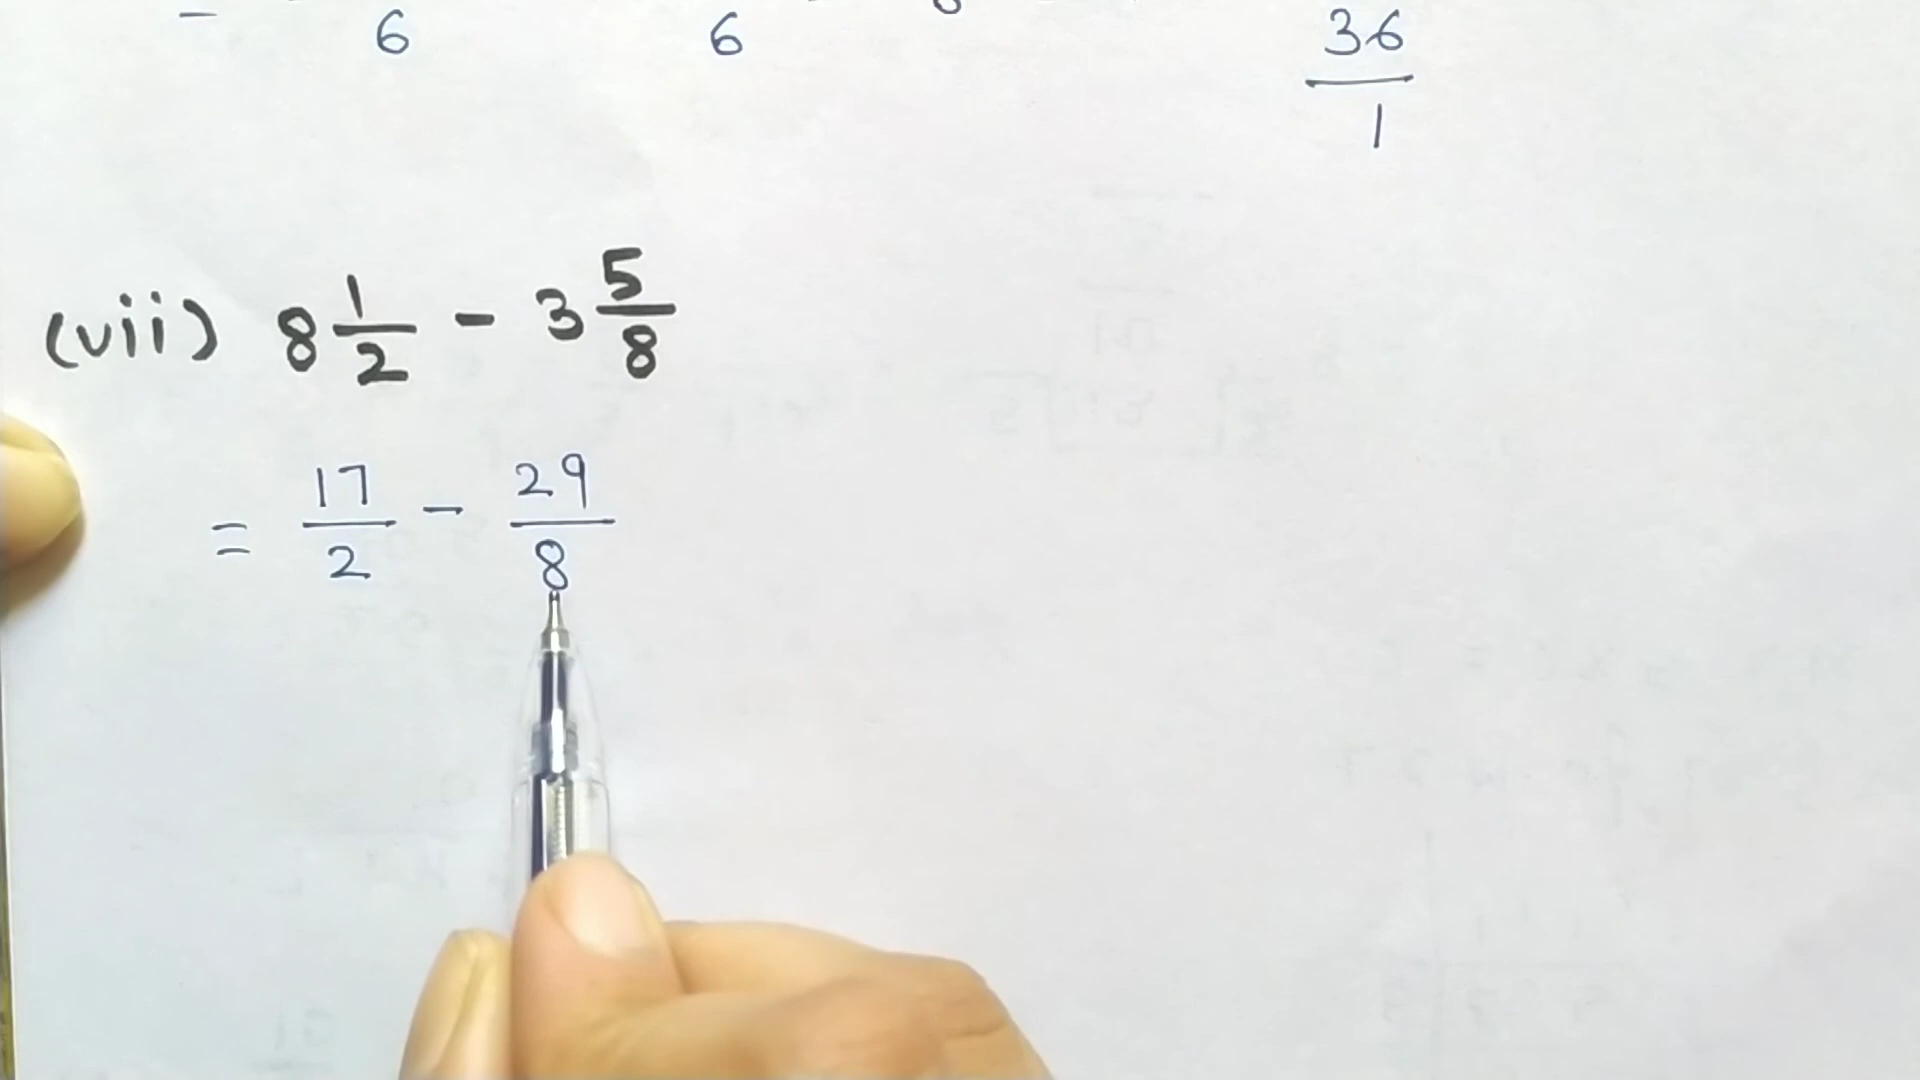 6 6 36
1
(vii) 8 1/2 - 3 5/8
= 17/2 - 29/8